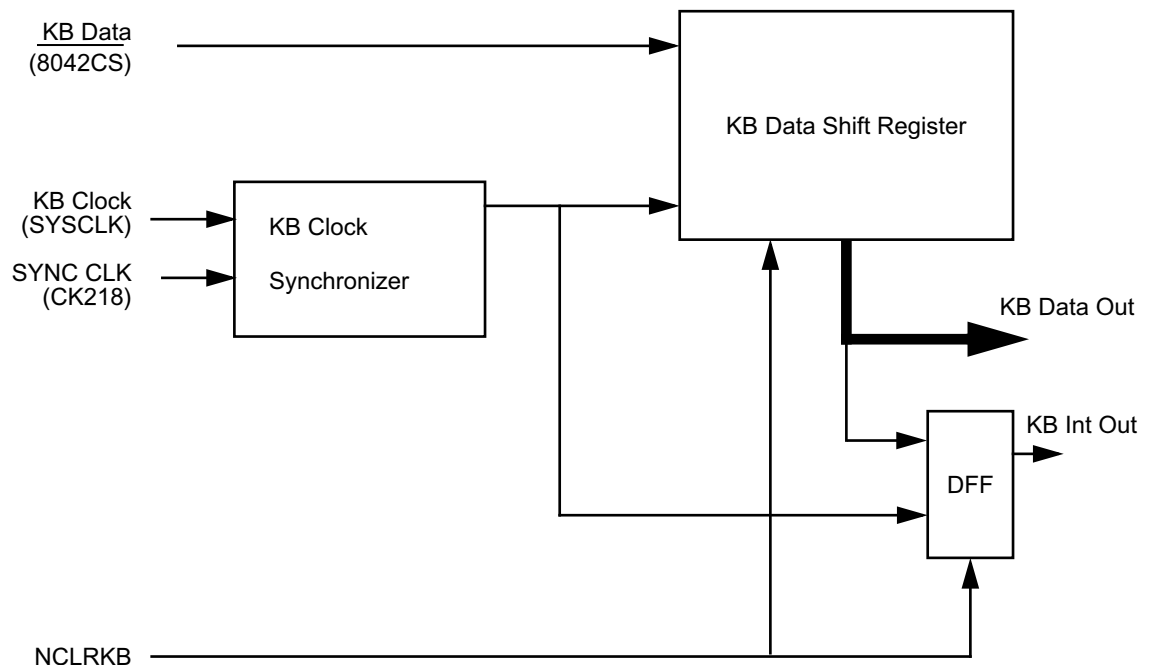 KB Data
(8042CS)
KB Data Shift Register
KB Clock
(SYSCLK)
KB Clock
Synchronizer
SYNC CLK
(CK218)
KB Data Out
KB Int Out
DFF
NCLRKB